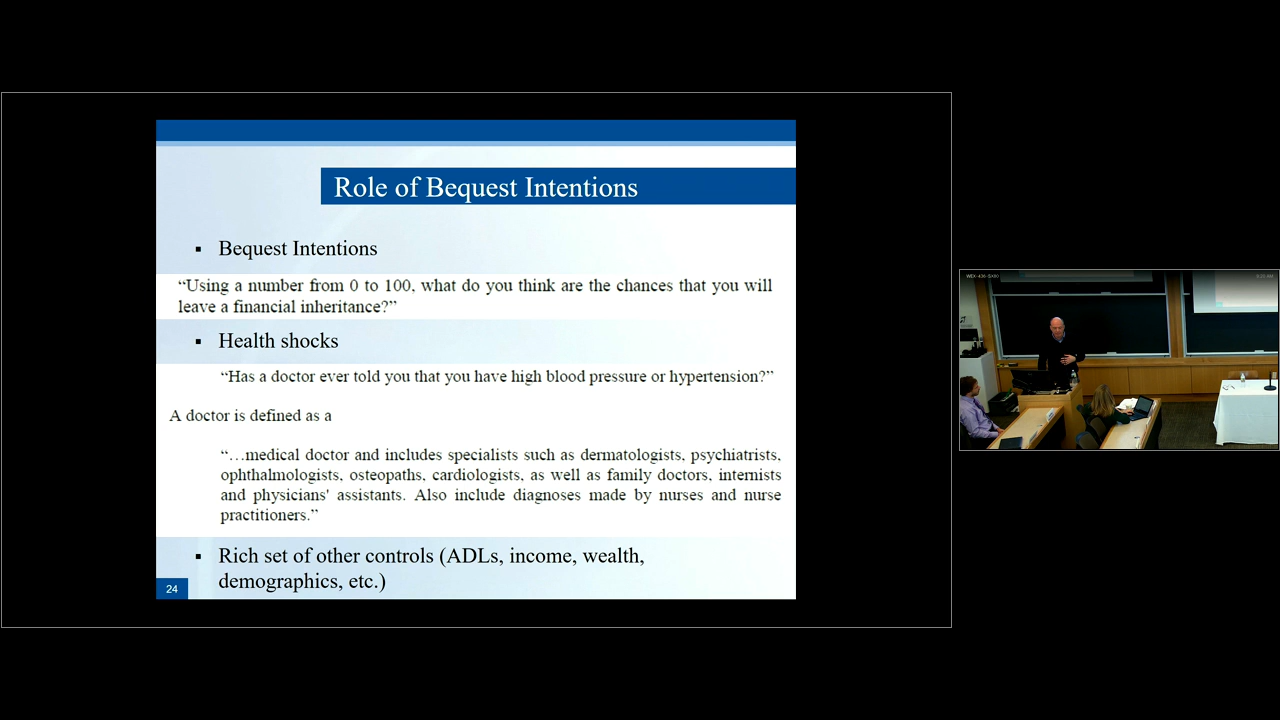 Role of Bequest Intentions
▪ Bequest Intentions
“Using a number from 0 to 100, what do you think are the chances that you will
leave a financial inheritance?”
▪ Health shocks
“Has a doctor ever told you that you have high blood pressure or hypertension?”
A doctor is defined as a
“…medical doctor and includes specialists such as dermatologists, psychiatrists,
ophthalmologists, osteopaths, cardiologists, as well as family doctors, internists
and physicians' assistants. Also include diagnoses made by nurses and nurse
practitioners.”
▪ Rich set of other controls (ADLs, income, wealth,
demographics, etc.)
24